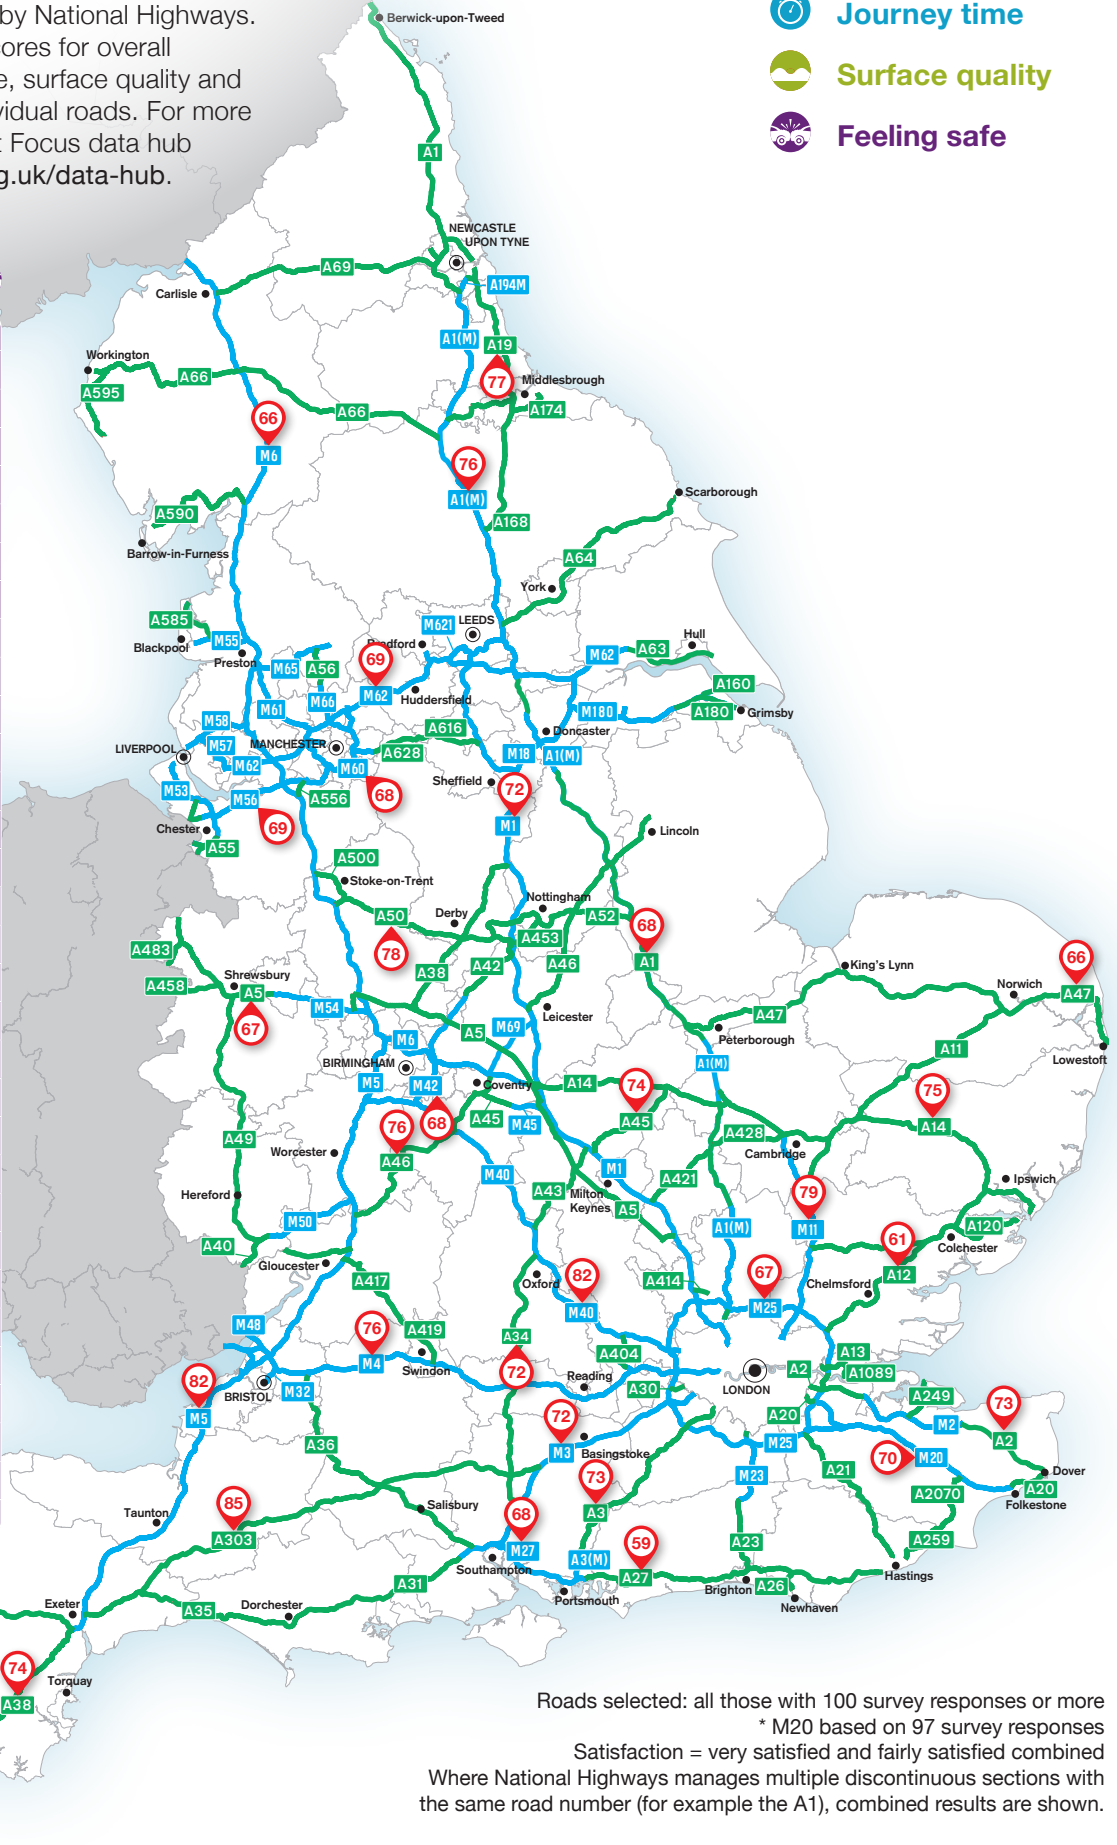 by National Highways.
cores for overall
e, surface quality and
vidual roads. For more
t Focus data hub
g.uk/data-hub.
Journey time
Surface quality
Feeling safe
Berwick-upon-Tweed
A1
NEWCASTLE
UPON TYNE
A69
A194M
Carlisle
A1(M)
A19
Workington
77
Middlesbrough
A66
A595
A174
A66
66
M6
76
A1(M)
Scarborough
A590
A168
Barrow-in-Furness
A64
York
A585
M621
LEEDS
Blackpool
M55
Bradford
Hull
Preston
M65
A56
69
M62
A63
M62
Huddersfield
A160
M66
M61
M180
A180
Grimsby
M58
A616
Doncaster
M57
MANCHESTER
LIVERPOOL
A628
M18
A1(M)
M62
M60
Sheffield
M53
M56
A556
68
72
Chester
69
M1
Lincoln
A55
A500
Stoke-on-Trent
Nottingham
A50
Derby
A52
68
A483
78
A453
A1
66
A458
Shrewsbury
A38
A42
A46
King's Lynn
Norwich
A5
A47
M54
Leicester
A47
67
M69
A5
Peterborough
M6
A11
Lowestoft
BIRMINGHAM
A1(M)
M5
M42
Coventry
A14
74
75
A45
M45
A45
A14
76
68
A428
A49
Worcester
A46
Cambridge
M40
M1
A421
Ipswich
Hereford
A43
Milton
Keynes
79
A5
M50
A1(M)
M11
A120
A40
61
Colchester
Gloucester
A12
A417
Oxford
82
A414
67
Chelmsford
M40
M25
M48
76
A419
A34
M4
A404
A13
Swindon
A2
A1089
82
72
Reading
LONDON
BRISTOL
M32
A30
A249
M5
72
A20
73
M2
A36
M3
Basingstoke
M25
A2
70
M20
73
M23
A21
Dover
A20
85
Salisbury
A2070
Folkestone
Taunton
68
A3
A303
59
A23
A259
M27
Southampton
A3(M)
A31
A27
Hastings
Brighton
A26
Portsmouth
Newhaven
Exeter
A35
Dorchester
74
Torquay
A38
Roads selected: all those with 100 survey responses or more
* M20 based on 97 survey responses
Satisfaction = very satisfied and fairly satisfied combined
Where National Highways manages multiple discontinuous sections with
the same road number (for example the A1), combined results are shown.